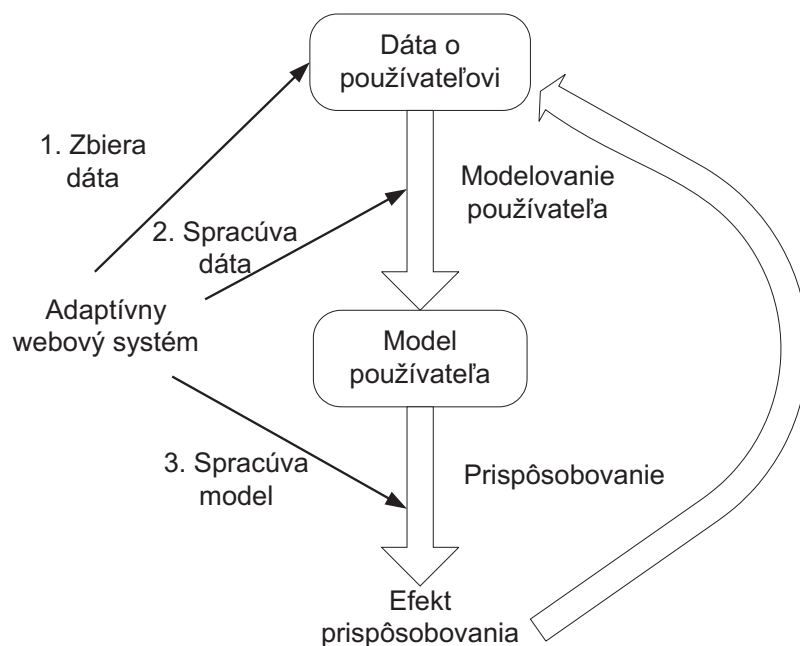 Dáta o
používateľovi
1. Zbiera
dáta
Modelovanie
používateľa
2. Spracúva
dáta
Adaptívny
webový systém
Model
používateľa
3. Spracúva
model
Prispôsobovanie
Efekt
prispôsobovania